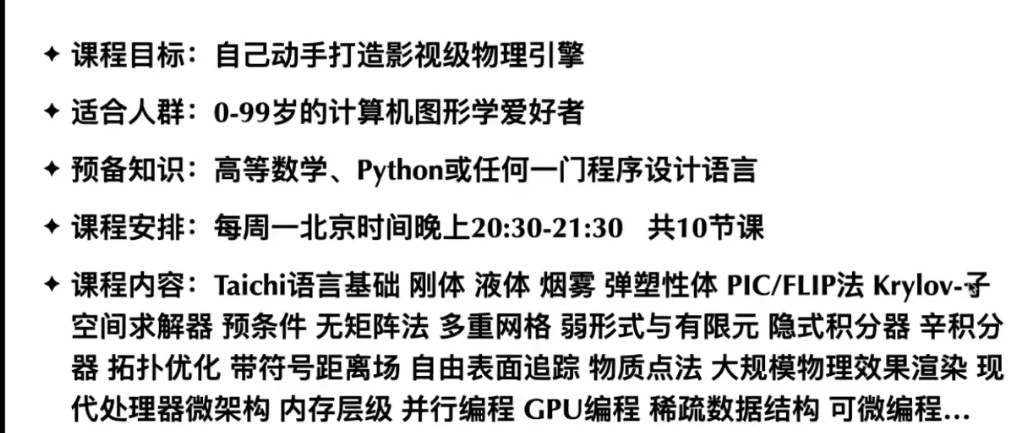 ✦ 课程目标：自己动手打造影视级物理引擎
✦ 适合人群：0-99岁的计算机图形学爱好者
✦ 预备知识：高等数学、Python或任何一门程序设计语言
✦ 课程安排：每周一北京时间晚上20:30-21:30 共10节课
✦ 课程内容：Taichi语言基础 刚体 液体 烟雾 弹塑性体 PIC/FLIP法 Krylov-子
空间求解器 预条件 无矩阵法 多重网格 弱形式与有限元 隐式积分器 辛积分
器 拓扑优化 带符号距离场 自由表面追踪 物质点法 大规模物理效果渲染 现
代处理器微架构 内存层级 并行编程 GPU编程 稀疏数据结构 可微编程…